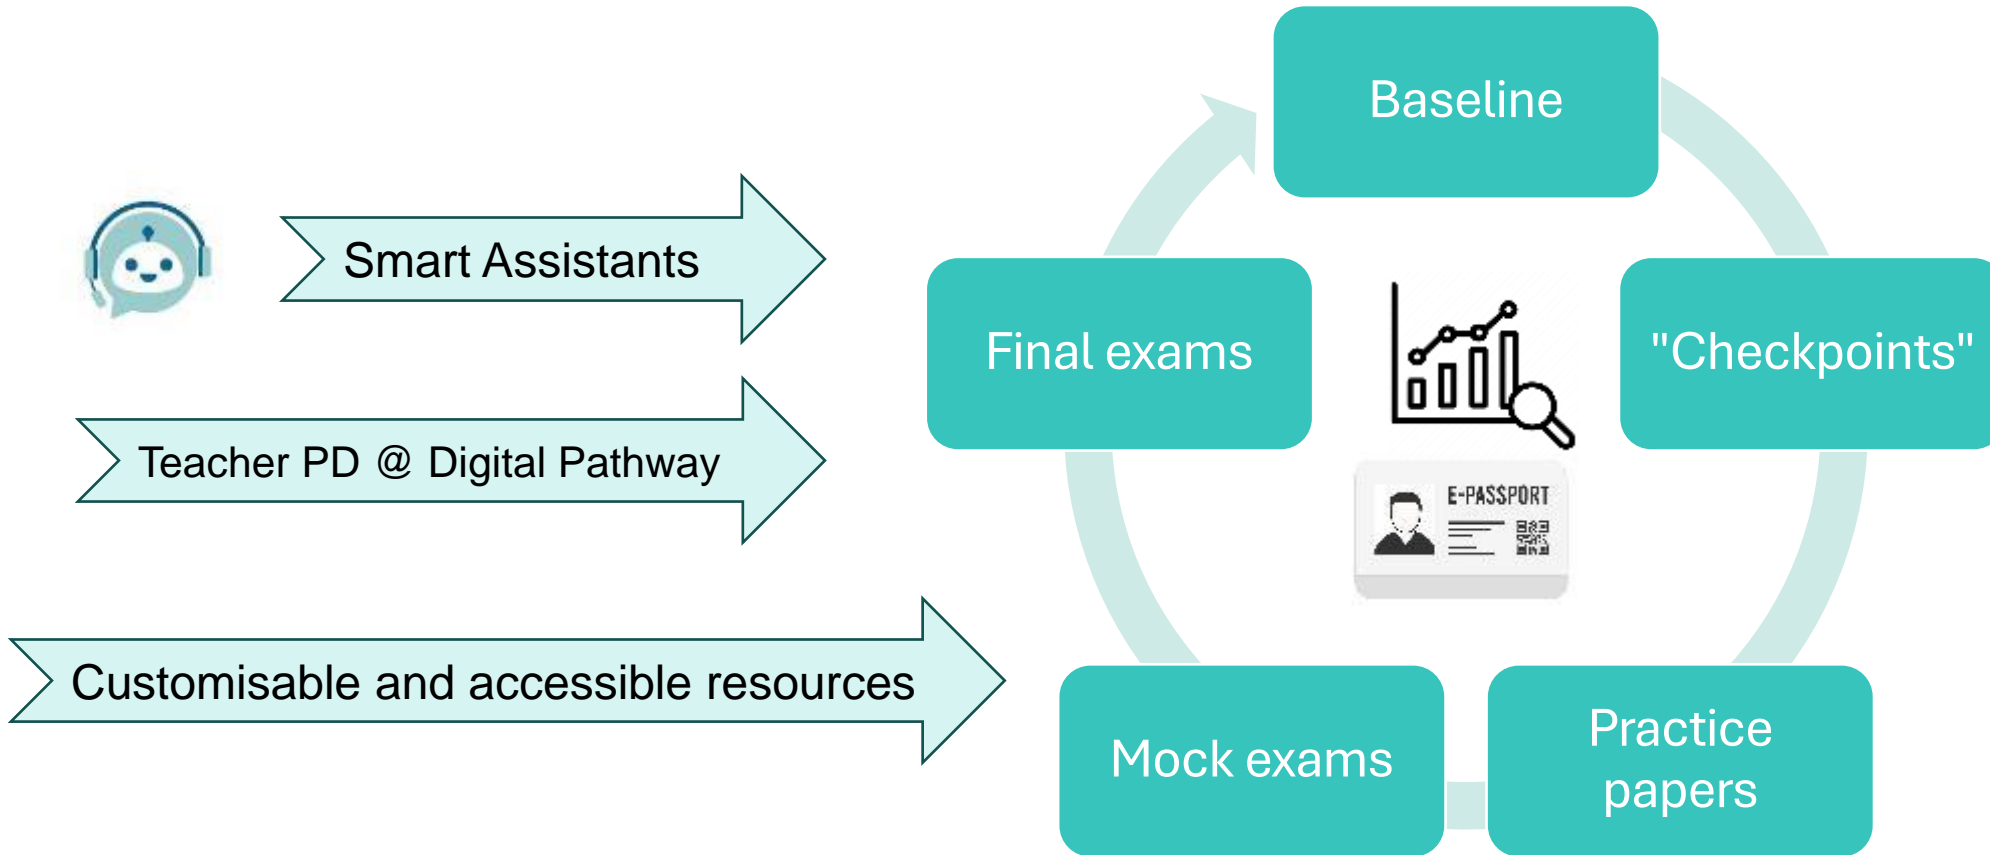 Smart Assistants
Teacher PD @ Digital Pathway
Customisable and accessible resources
Baseline
"Checkpoints"
Practice
papers
Mock exams
Final exams
E-PASSPORT